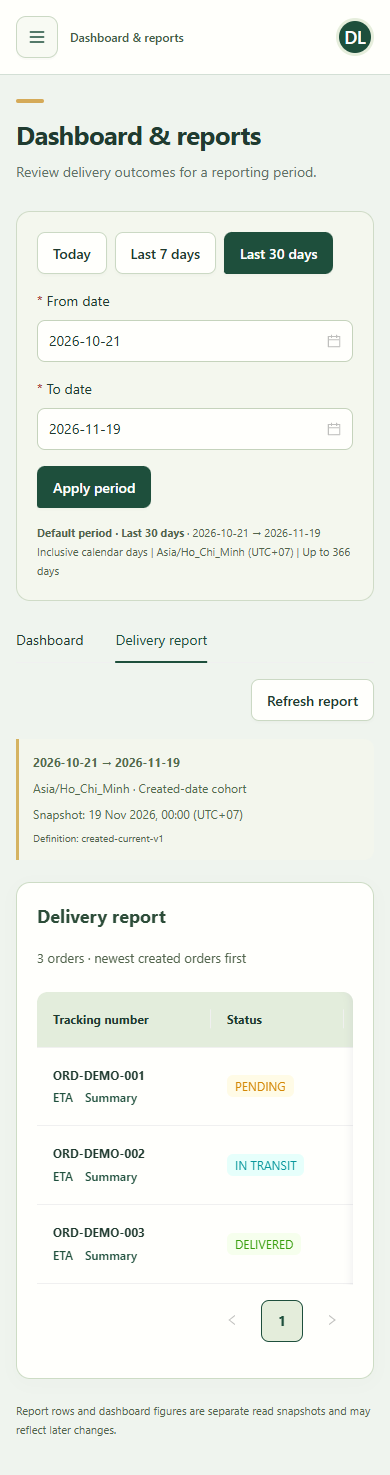 Dashboard & reports
DL
Dashboard & reports
Review delivery outcomes for a reporting period.
Today
Last 7 days
Last 30 days
* From date
2026-10-21
* To date
2026-11-19
Apply period
Default period · Last 30 days · 2026-10-21 → 2026-11-19
Inclusive calendar days | Asia/Ho_Chi_Minh (UTC+07) | Up to 366
days
Dashboard
Delivery report
Refresh report
2026-10-21 → 2026-11-19
Asia/Ho_Chi_Minh · Created-date cohort
Snapshot: 19 Nov 2026, 00:00 (UTC+07)
Definition: created-current-v1
Delivery report
3 orders · newest created orders first
Tracking number
Status
ORD-DEMO-001
ETA Summary
PENDING
ORD-DEMO-002
ETA Summary
IN TRANSIT
ORD-DEMO-003
ETA Summary
DELIVERED
< 1 >
Report rows and dashboard figures are separate read snapshots and may
reflect later changes.